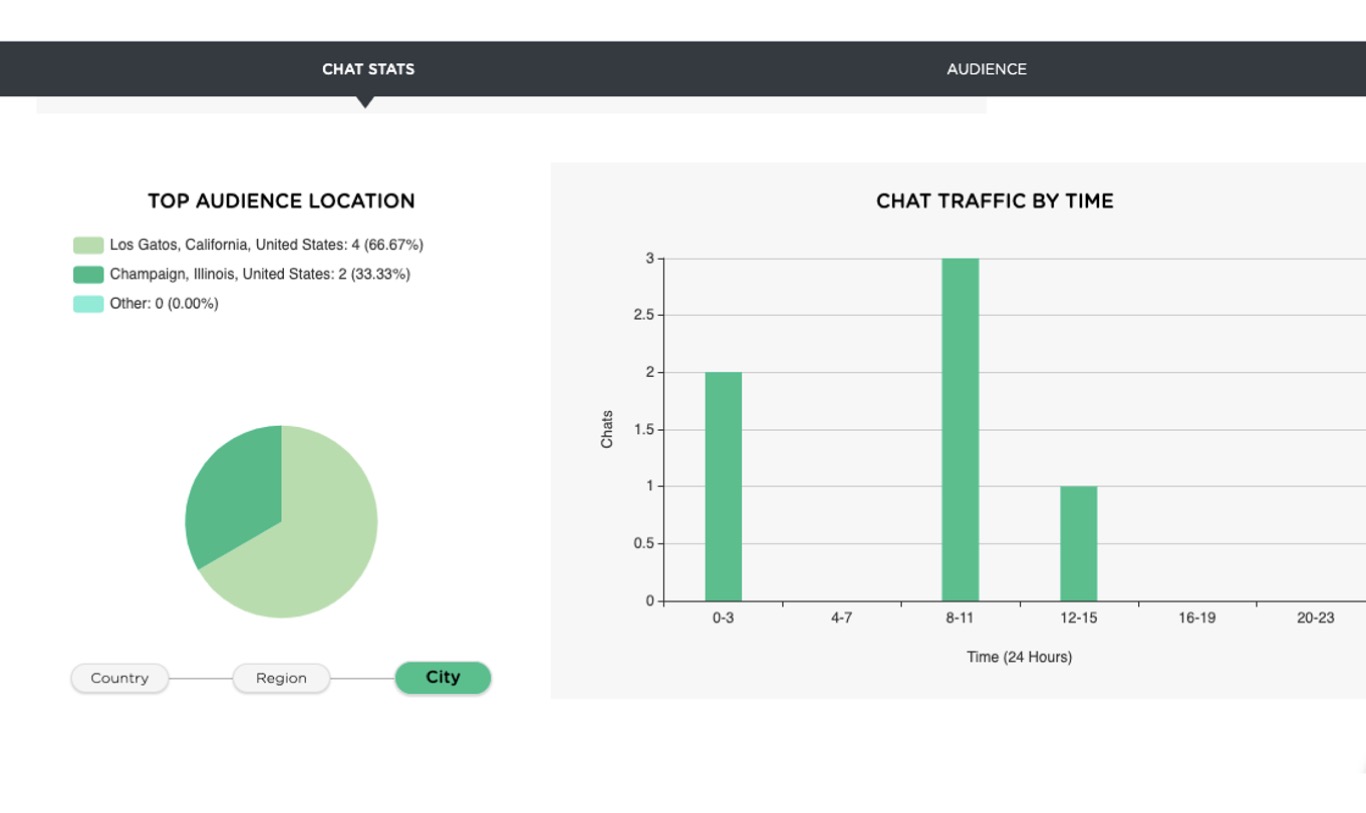 CHAT STATS
AUDIENCE
TOP AUDIENCE LOCATION
Los Gatos, California, United States: 4 (66.67%)
Champaign, Illinois, United States: 2 (33.33%)
Other: 0 (0.00%)
Country
Region
City
CHAT TRAFFIC BY TIME
3
2.5
2
1.5
1
0.5
0
Chats
0-3
4-7
8-11
12-15
16-19
20-23
Time (24 Hours)